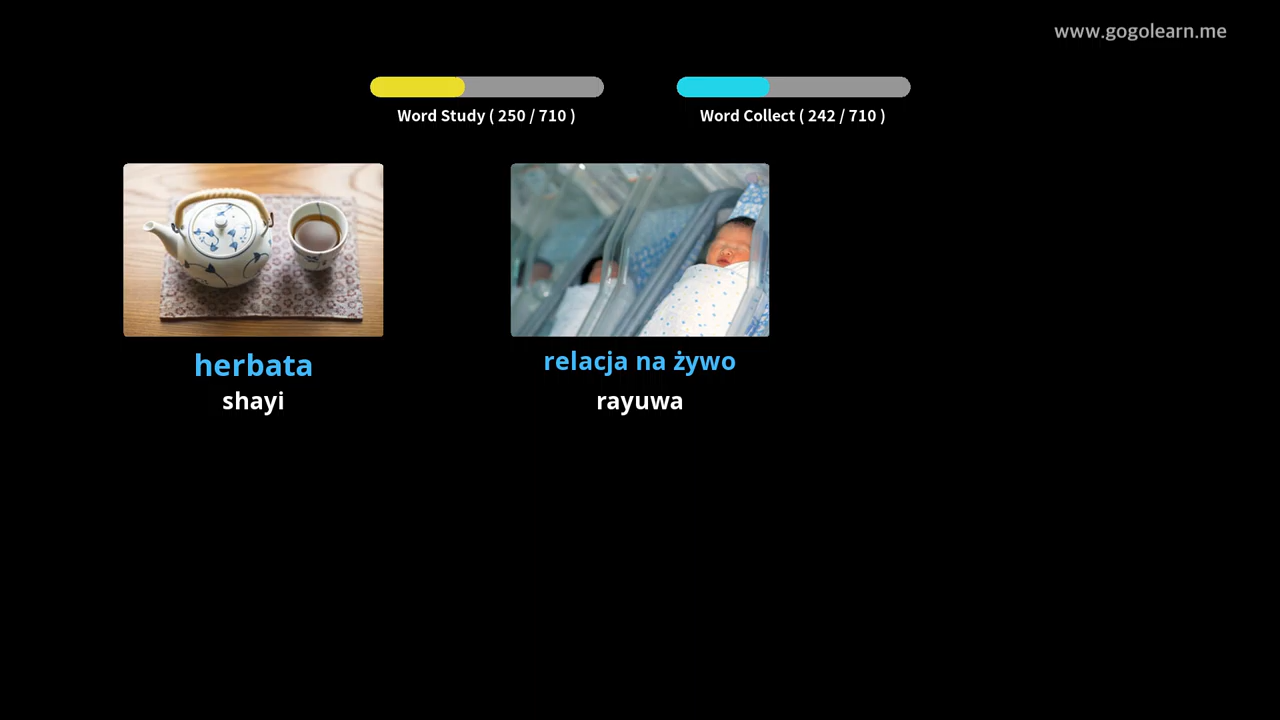 www.gogolearn.me
Word Study ( 250 / 710 )
Word Collect ( 242 / 710 )
herbata
shayi
relacja na żywo
rayuwa